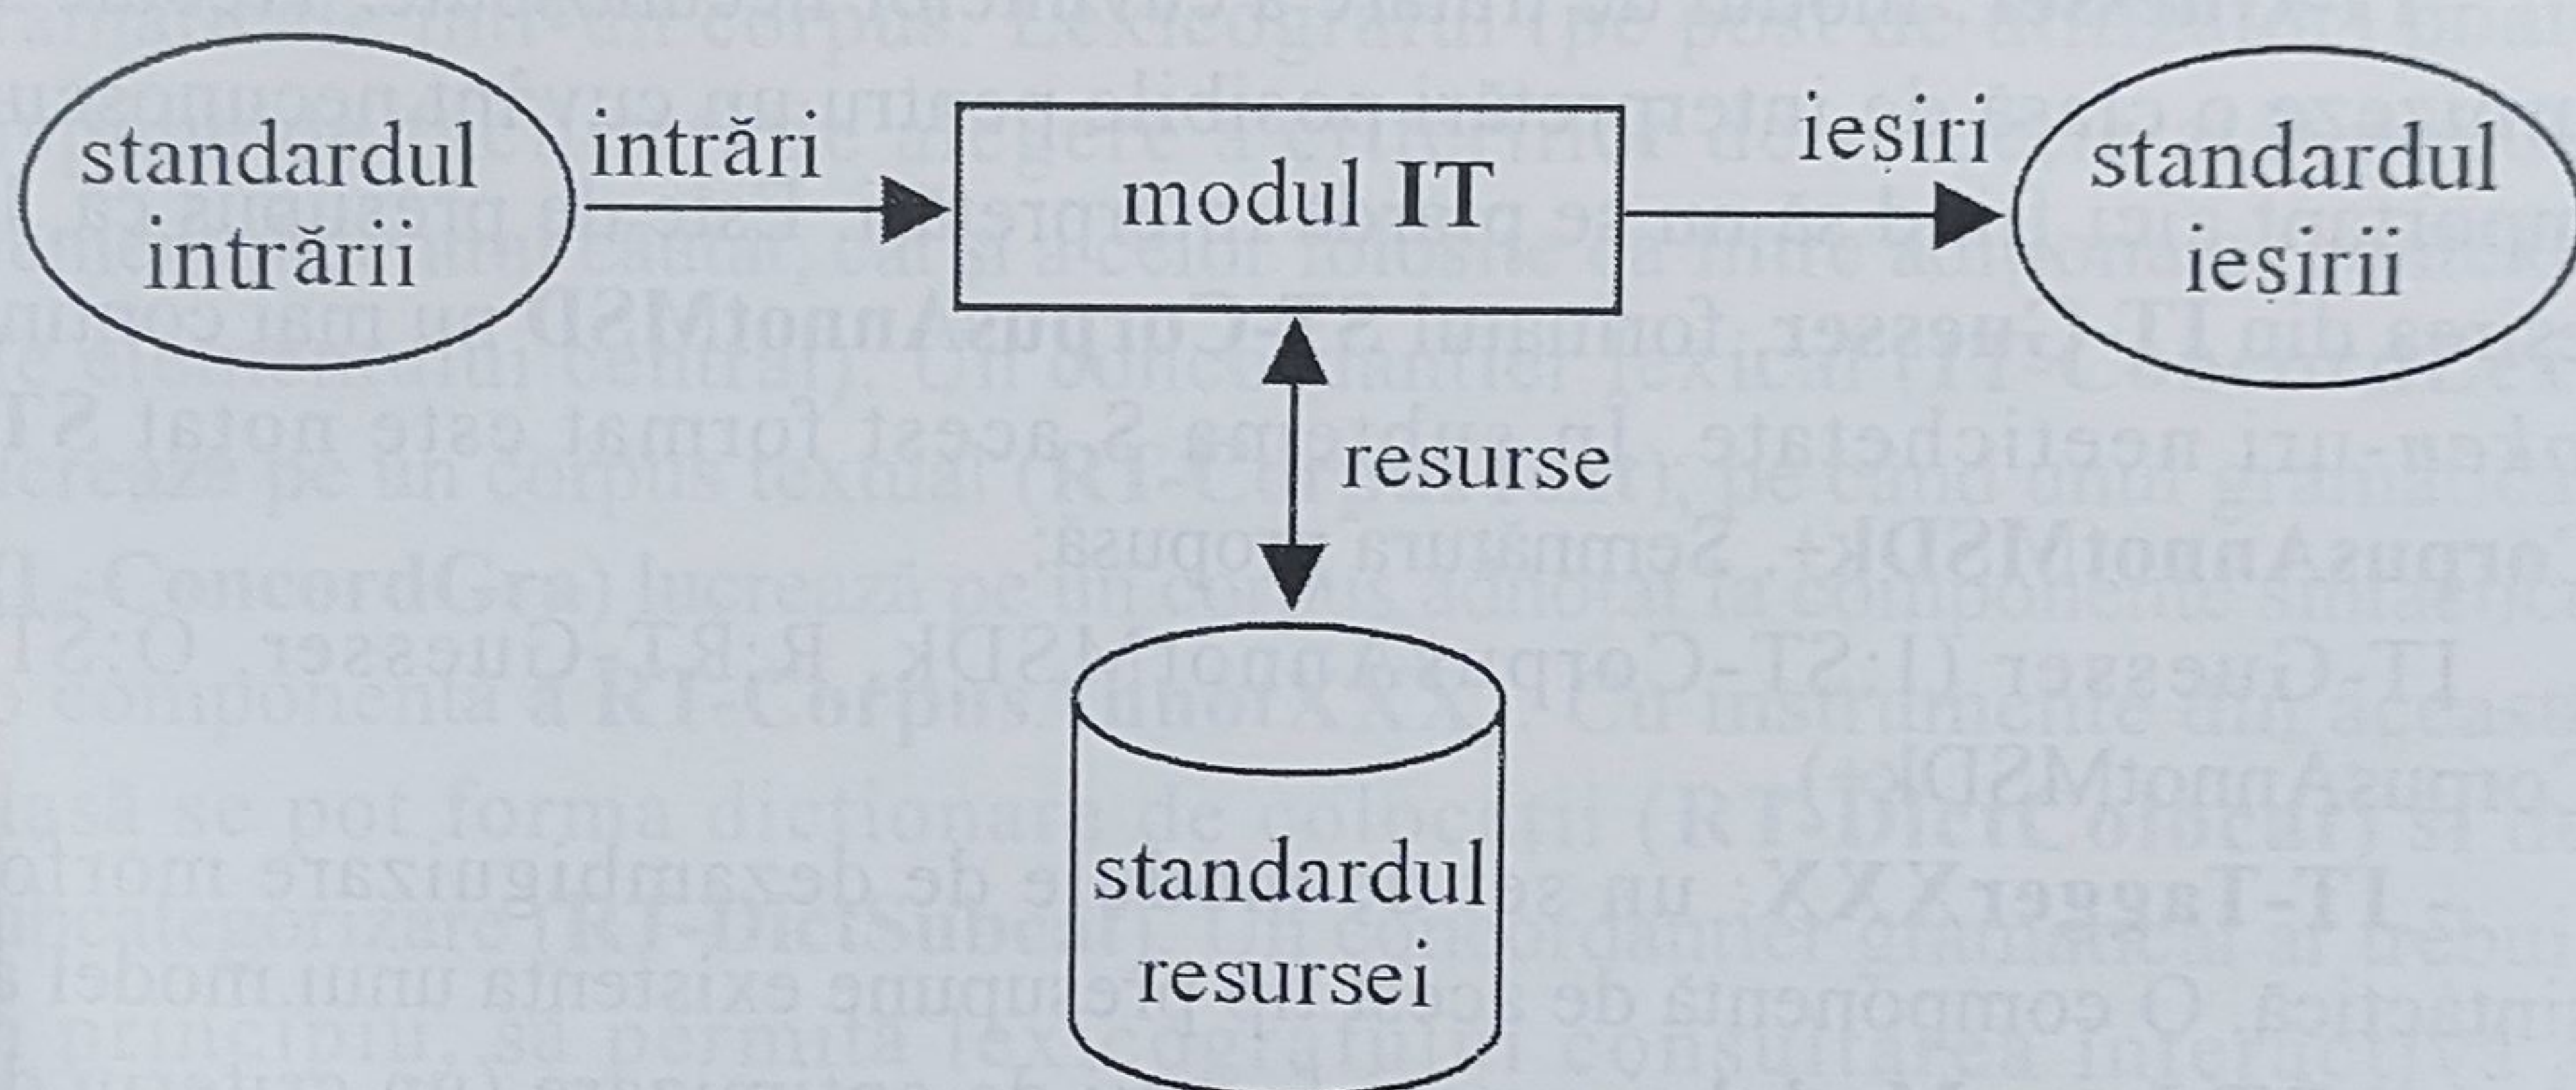 standardul
intrării
intrări
modul IT
ieșiri
standardul
ieșirii
resurse
standardul
resursei